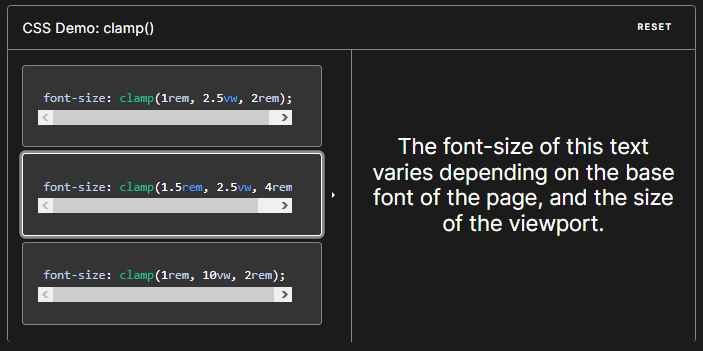 CSS Demo: clamp()
RESET
font-size: clamp(1rem, 2.5vw, 2rem);
font-size: clamp(1.5rem, 2.5vw, 4rem
font-size: clamp(1rem, 10vw, 2rem);
The font-size of this text
varies depending on the base
font of the page, and the size
of the viewport.